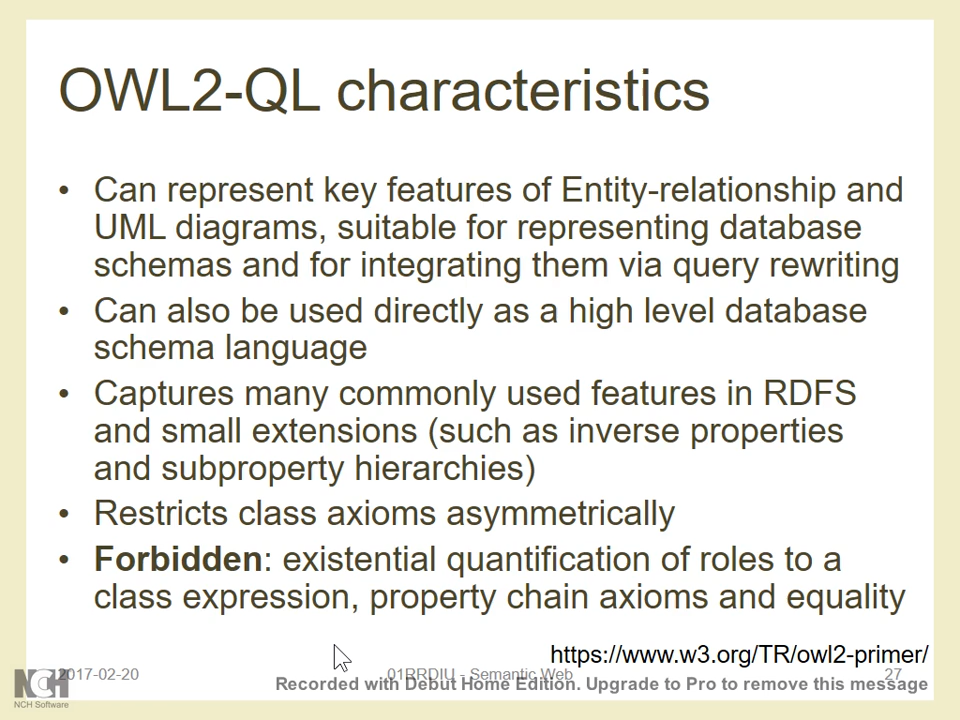 OWL2-QL characteristics
• Can represent key features of Entity-relationship and
UML diagrams, suitable for representing database
schemas and for integrating them via query rewriting
• Can also be used directly as a high level database
schema language
• Captures many commonly used features in RDFS
and small extensions (such as inverse properties
and subproperty hierarchies)
• Restricts class axioms asymmetrically
• Forbidden: existential quantification of roles to a
class expression, property chain axioms and equality
https://www.w3.org/TR/owl2-primer/
2017-02-20
01RRDIU - Semantic Web
27
Recorded with Debut Home Edition. Upgrade to Pro to remove this message
NCH
NCH Software